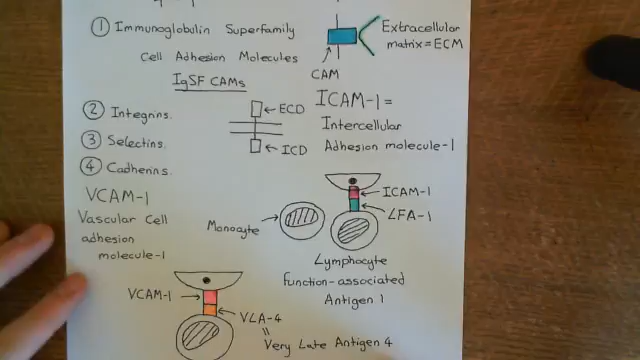 ① Immunoglobulin Superfamily
Cell Adhesion Molecules
IgSF CAMs
Extracellular
matrix = ECM
CAM
② Integrins.
③ Selectins.
④ Cadherins.
ECD
ICD
ICAM-1 =
Intercellular
Adhesion molecule-1
VCAM-1
Vascular Cell
adhesion
molecule-1
Monocyte
ICAM-1
LFA-1
Lymphocyte
function-associated
Antigen 1
VCAM-1
VLA-4
=
Very Late Antigen 4